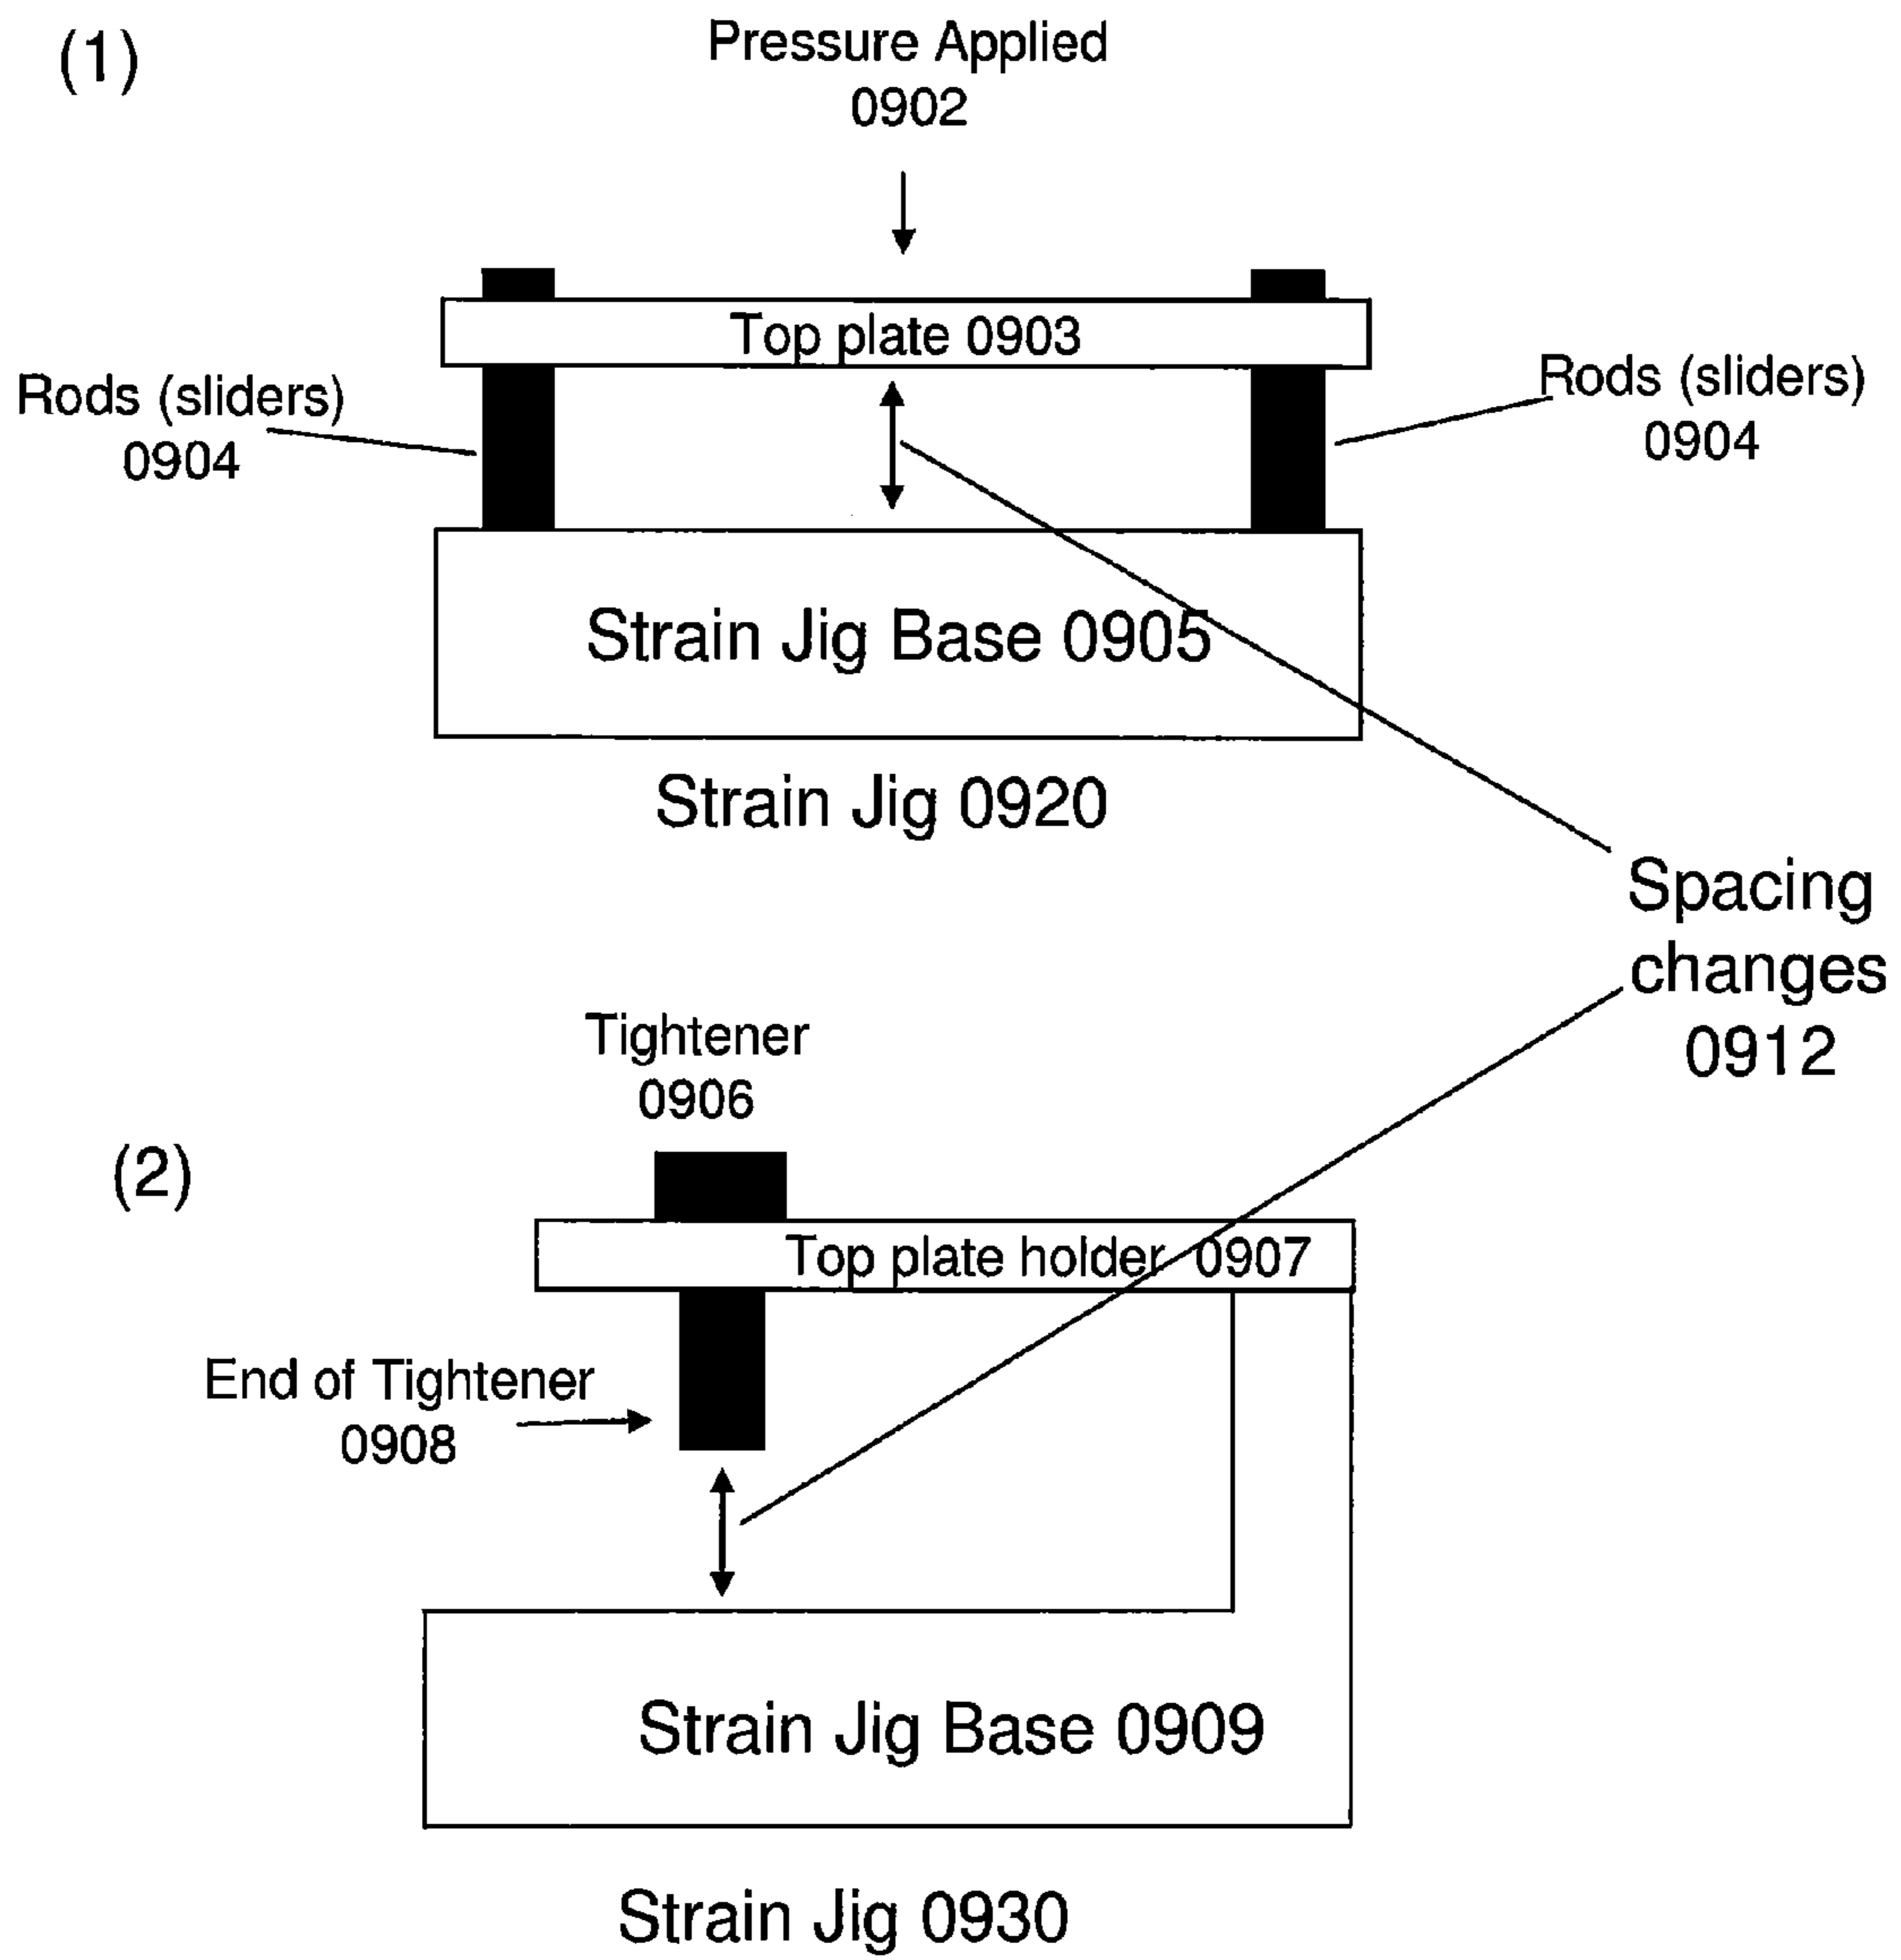 (1)
Pressure Applied
0902
Top plate 0903
Rods (sliders)
0904
Rods (sliders)
0904
Strain Jig Base 0905
Strain Jig 0920
Spacing
changes
0912
Tightener
0906
(2)
Top plate holder 0907
End of Tightener
0908
Strain Jig Base 0909
Strain Jig 0930